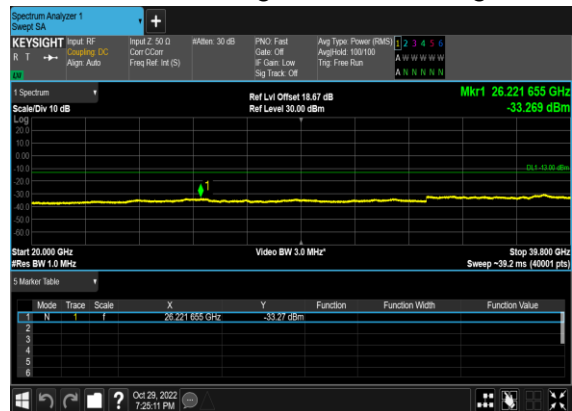 Spectrum Analyzer 1
Swept SA
KEYSIGHT Input: RF Input Z: 50 Ω #Atten: 30 dB PNO: Fast Avg Type: Power (RMS) 1 2 3 4 5 6
R T Coupling: DC Corr CCorr Gate: Off Avg|Hold: 100/100 A W W W W W
Align: Auto Freq Ref: Int (S) IF Gain: Low Trig: Free Run
Sig Track: Off A N N N N N
1 Spectrum Ref Lvl Offset 18.67 dB Mkr1 26.221 655 GHz
Scale/Div 10 dB Ref Level 30.00 dBm -33.269 dBm
Log
20.0
10.0
0.00
-10.0 DL1 -13.00 dBm
-20.0 1
-30.0
-40.0
-50.0
-60.0
Start 20.000 GHz Video BW 3.0 MHz* Stop 39.800 GHz
#Res BW 1.0 MHz Sweep ~39.2 ms (40001 pts)
5 Marker Table
Mode Trace Scale X Y Function Function Width Function Value
1 N 1 f 26.221 655 GHz -33.27 dBm
2
3
4
5
6
? Oct 29, 2022
7:25:11 PM